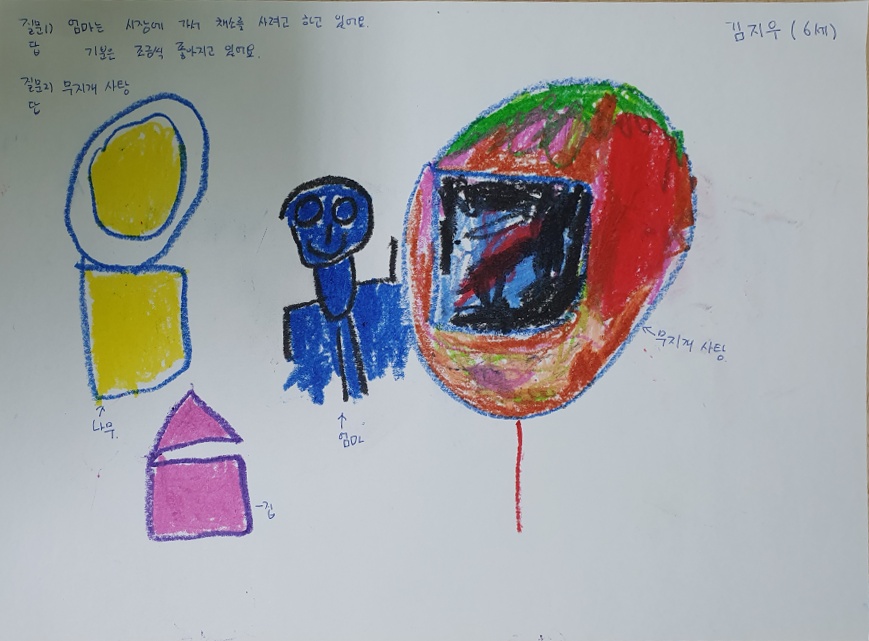 김지우 (6세)
질문1) 엄마는 시장에 가서 채소를 사려고 하고 있어요.
답 기분은 조금씩 좋아지고 있어요.
질문2) 무지개 사탕
답
←무지개 사탕
↑
나무.
↑
엄마
-집